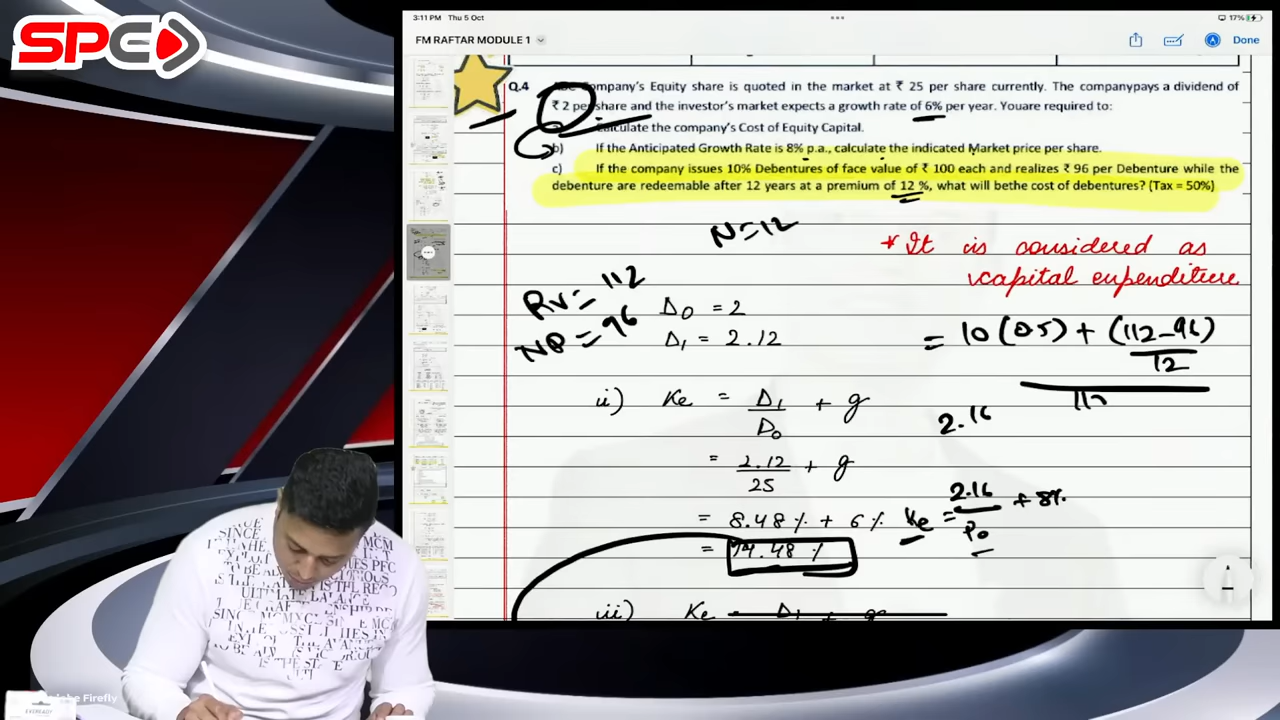 SPED
3:11 PM Thu 5 Oct
17%
FM RAFTAR MODULE 1
Done
Q.4 company's Equity share is quoted in the market at ₹ 25 per share currently. The companypays a dividend of
₹ 2 per share and the investor's market expects a growth rate of 6% per year. Youare required to:
Calculate the company's Cost of Equity Capital.
b) If the Anticipated Growth Rate is 8% p.a., calculate the indicated Market price per share.
c) If the company issues 10% Debentures of face value of ₹ 100 each and realizes ₹ 96 per Debenture while the
debenture are redeemable after 12 years at a premium of 12 %, what will bethe cost of debentures? (Tax = 50%)
N=12
* It is considered as
capital expenditure
RV = 112
NP = 96
D0 = 2
D1 = 2.12
= 10 (0.5) + (112-96)
12
ii) Ke = D1 + g
D0
2.16
= 2.12 + g
25
= 8.48% + 6%
Ke = 2.16 + 8%
P0
= 14.48 %
iii) Ke = D1 + g
Firefly
EVEREADY